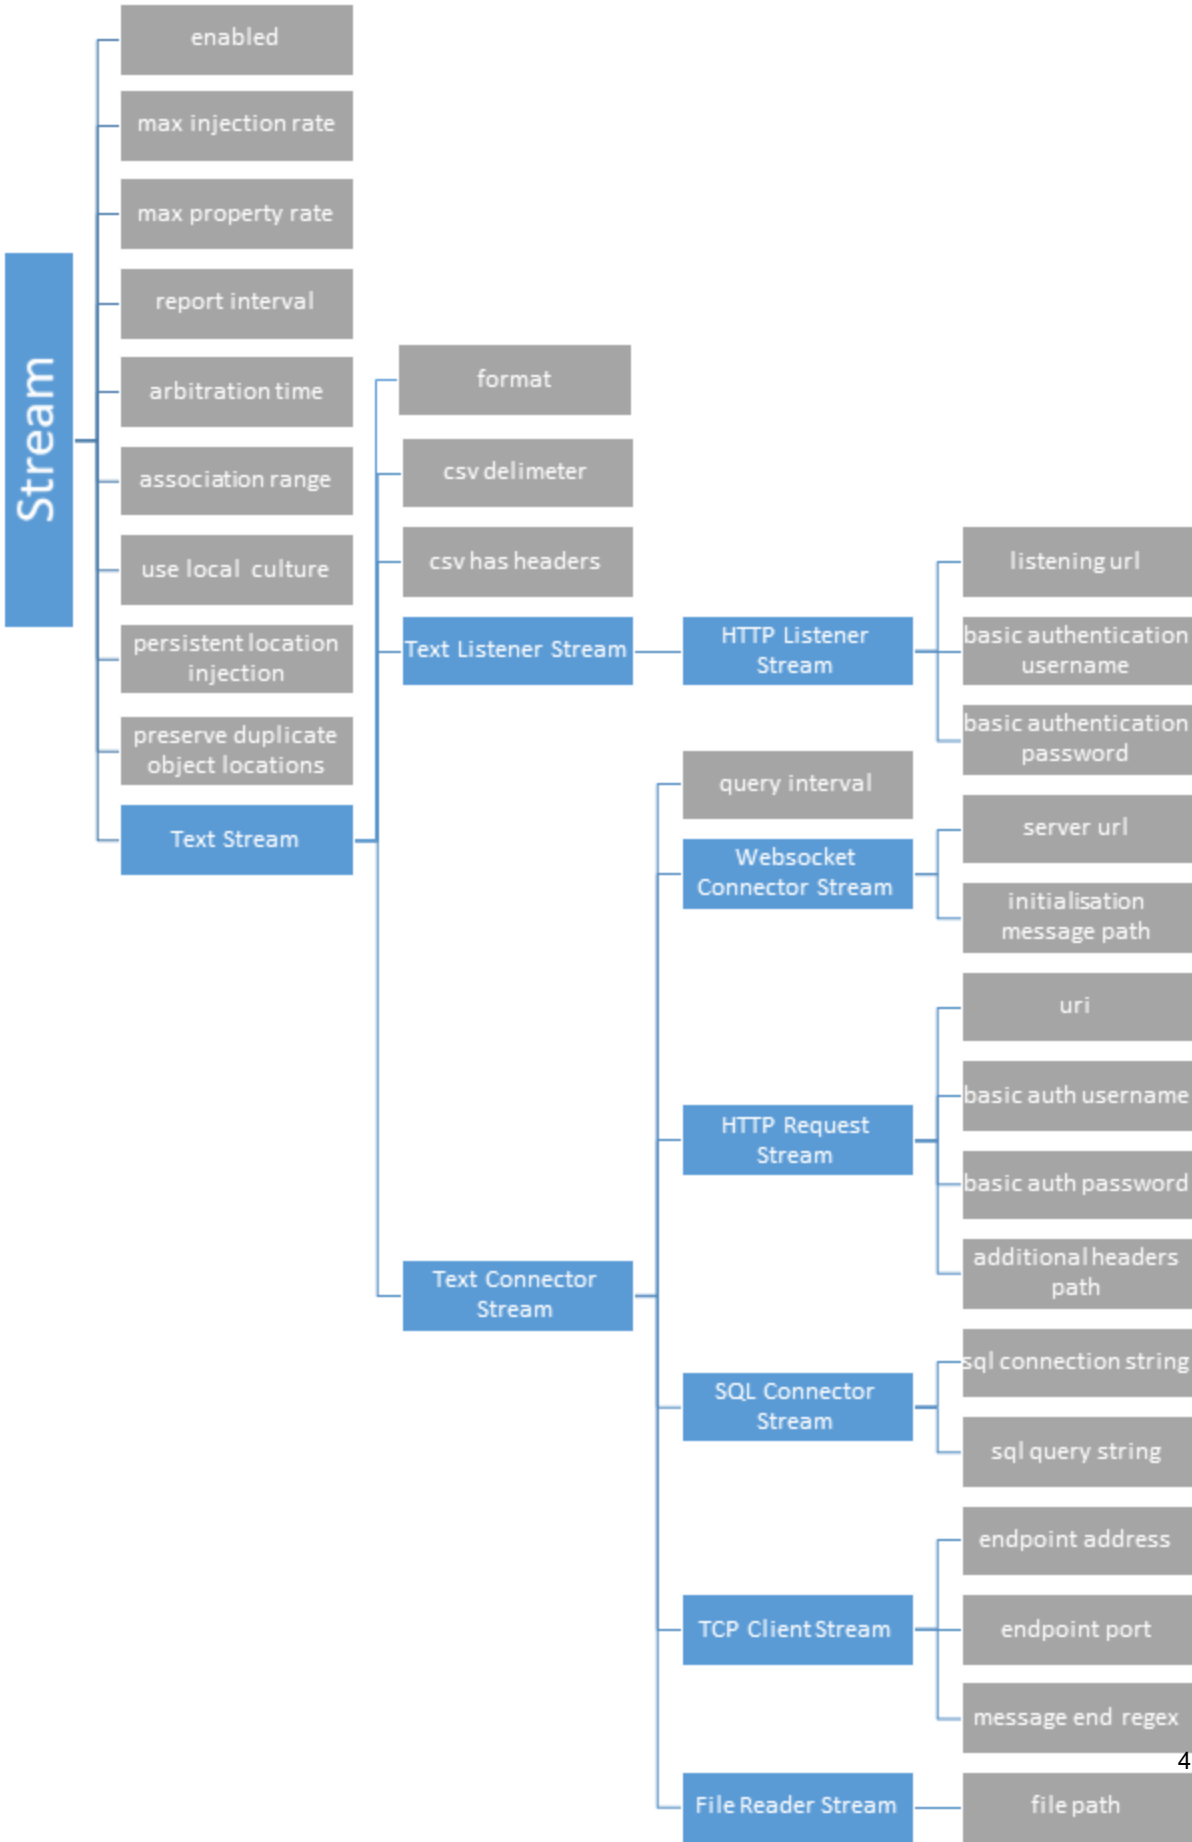 Stream
enabled
max injection rate
max property rate
report interval
arbitration time
association range
use local culture
persistent location
injection
preserve duplicate
object locations
Text Stream
format
csv delimeter
csv has headers
Text Listener Stream
HTTP Listener
Stream
listening url
basic authentication
username
basic authentication
password
Text Connector
Stream
query interval
Websocket
Connector Stream
server url
initialisation
message path
HTTP Request
Stream
uri
basic auth username
basic auth password
additional headers
path
SQL Connector
Stream
sql connection string
sql query string
TCP Client Stream
endpoint address
endpoint port
message end regex
File Reader Stream
file path
4